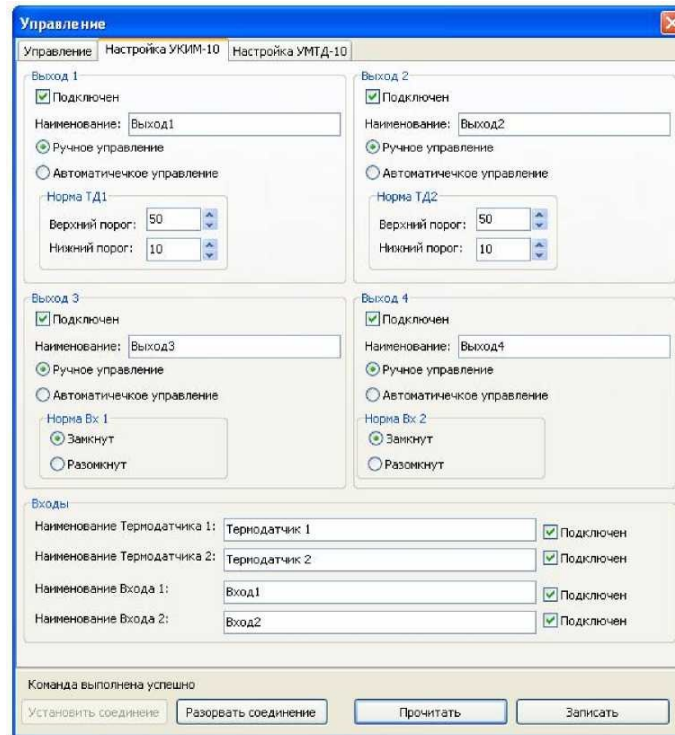 Управление
Управление Настройка УКИМ-10 Настройка УМТД-10
Выход 1
Подключен
Наименование: Выход1
Ручное управление
Автоматичечкое управление
Норма ТД1
Верхний порог: 50
Нижний порог: 10
Выход 2
Подключен
Наименование: Выход2
Ручное управление
Автоматичечкое управление
Норма ТД2
Верхний порог: 50
Нижний порог: 10
Выход 3
Подключен
Наименование: Выход3
Ручное управление
Автоматичечкое управление
Норма Вх 1
Замкнут
Разомкнут
Выход 4
Подключен
Наименование: Выход4
Ручное управление
Автоматичечкое управление
Норма Вх 2
Замкнут
Разомкнут
Входы
Наименование Термодатчика 1: Термодатчик 1 Подключен
Наименование Термодатчика 2: Термодатчик 2 Подключен
Наименование Входа 1: Вход1 Подключен
Наименование Входа 2: Вход2 Подключен
Команда выполнена успешно
Установить соединеие Разорвать соединение Прочитать Записать